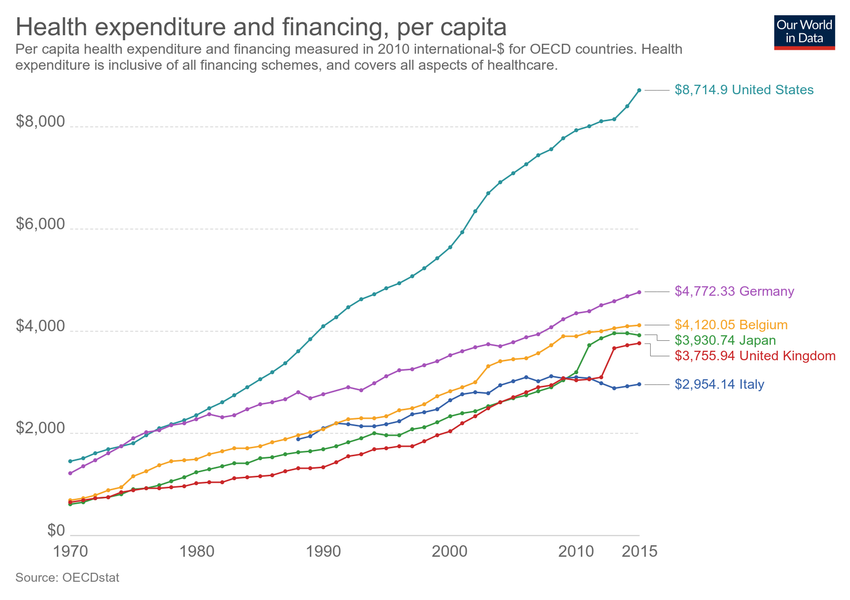 Health expenditure and financing, per capita
Our World
in Data
Per capita health expenditure and financing measured in 2010 international-$ for OECD countries. Health
expenditure is inclusive of all financing schemes, and covers all aspects of healthcare.
$8,714.9 United States
$8,000
$6,000
$4,772.33 Germany
$4,000
$4,120.05 Belgium
$3,930.74 Japan
$3,755.94 United Kingdom
$2,954.14 Italy
$2,000
$0
1970 1980 1990 2000 2010 2015
Source: OECDstat